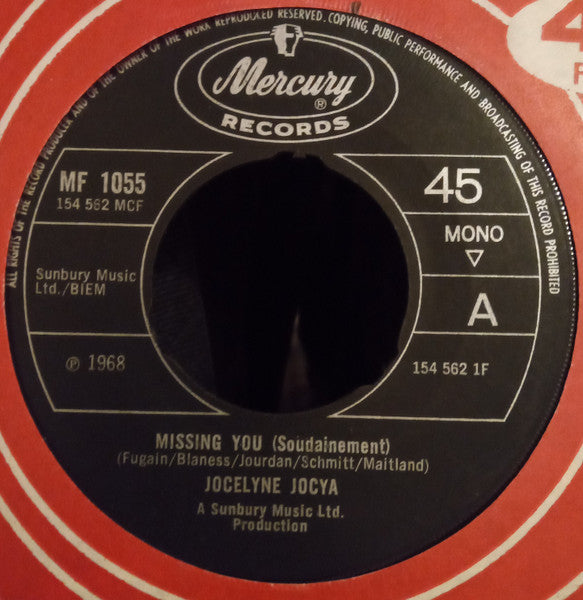 ALL RIGHTS OF THE RECORD PRODUCER AND OF THE OWNER OF THE WORK REPRODUCED RESERVED. COPYING, PUBLIC PERFORMANCE AND BROADCASTING OF THIS RECORD PROHIBITED
4
Mercury
®
RECORDS
MF 1055
154 562 MCF
45
MONO
Sunbury Music
Ltd./BIEM
A
℗ 1968
154 562 1F
MISSING YOU (Soudainement)
(Fugain/Blaness/Jourdan/Schmitt/Maitland)
JOCELYNE JOCYA
A Sunbury Music Ltd.
Production